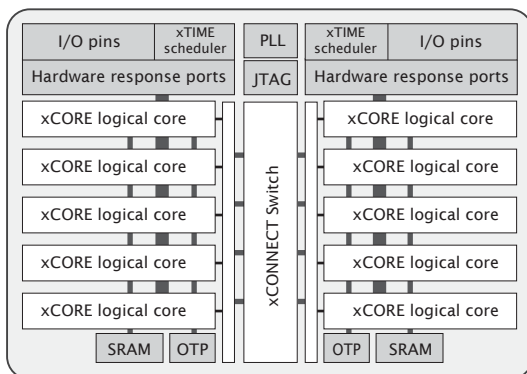 I/O pins
xTIME
scheduler
PLL
xTIME
scheduler
I/O pins
Hardware response ports
JTAG
Hardware response ports
xCORE logical core
xCORE logical core
xCORE logical core
xCORE logical core
xCORE logical core
xCONNECT Switch
xCORE logical core
xCORE logical core
xCORE logical core
xCORE logical core
xCORE logical core
SRAM
OTP
OTP
SRAM